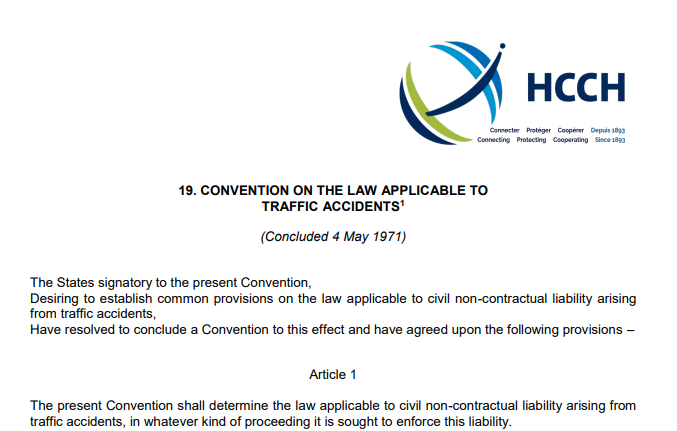 HCCH
Connecter Protéger Coopérer Depuis 1893
Connecting Protecting Cooperating Since 1893
19. CONVENTION ON THE LAW APPLICABLE TO
TRAFFIC ACCIDENTS¹
(Concluded 4 May 1971)
The States signatory to the present Convention,
Desiring to establish common provisions on the law applicable to civil non-contractual liability arising
from traffic accidents,
Have resolved to conclude a Convention to this effect and have agreed upon the following provisions –
Article 1
The present Convention shall determine the law applicable to civil non-contractual liability arising from
traffic accidents, in whatever kind of proceeding it is sought to enforce this liability.